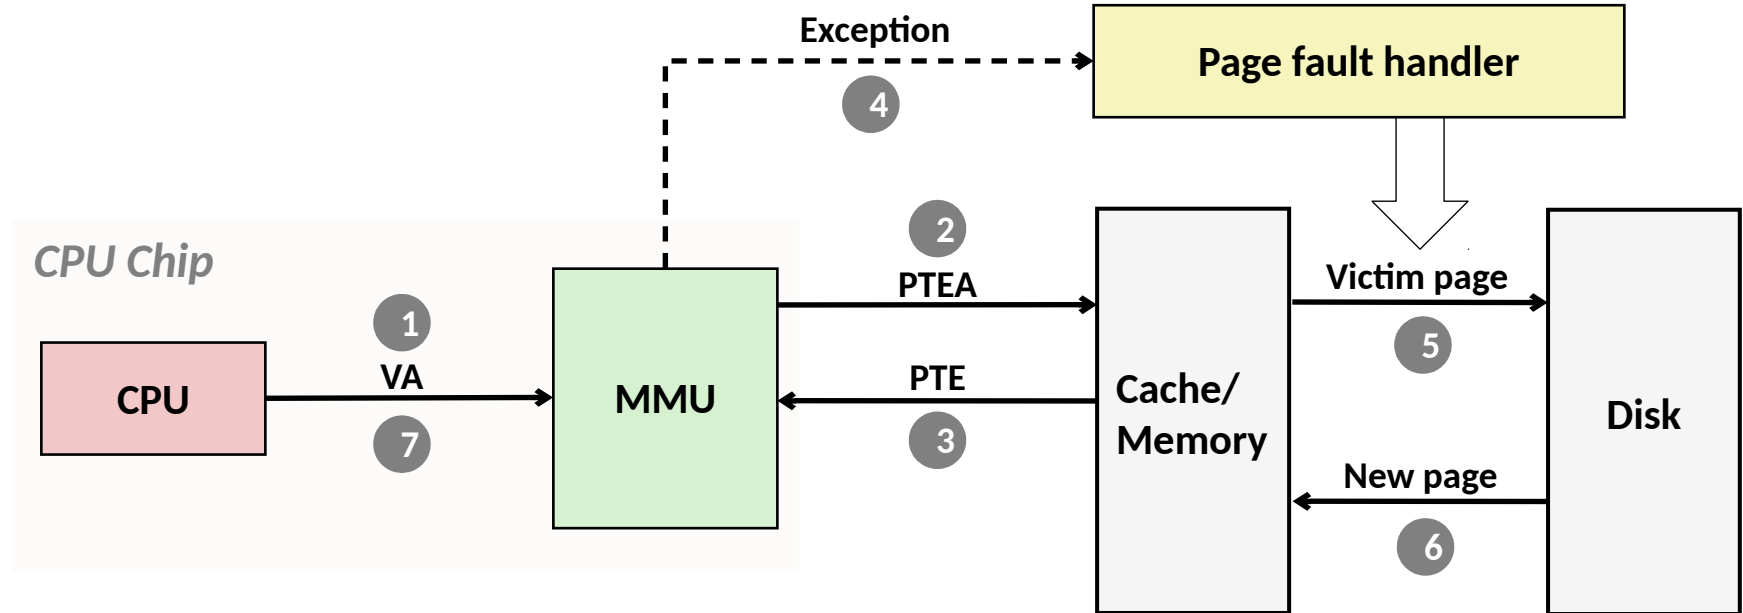 Exception
Page fault handler
4
2
CPU Chip
PTEA
Victim page
1
5
VA
PTE
CPU
MMU
Cache/
Memory
Disk
7
3
New page
6